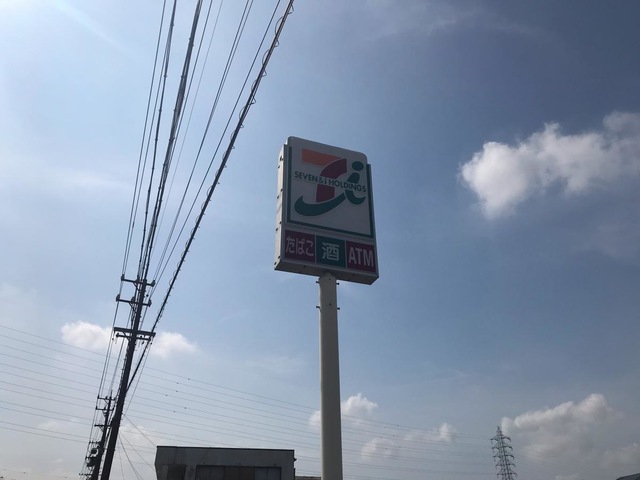 SEVEN & i HOLDINGS
たばこ 酒 ATM